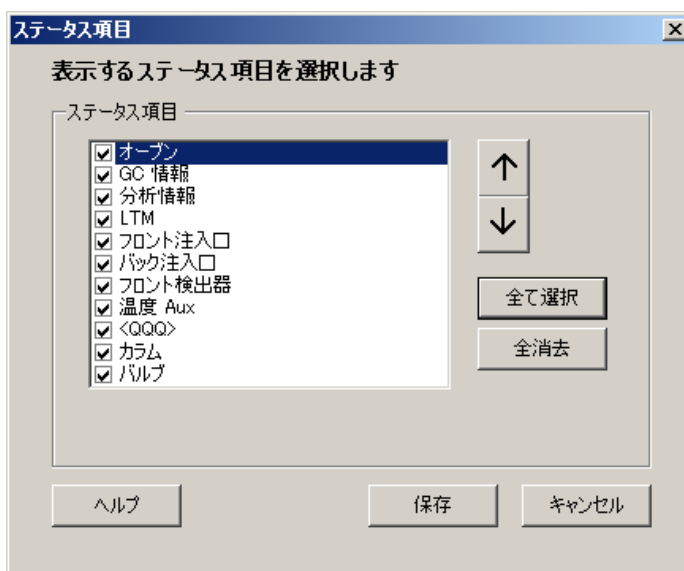 ステータス項目
表示するステータス項目を選択します
ステータス項目
オーブン
GC 情報
分析情報
LTM
フロント注入口
バック注入口
フロント検出器
温度 Aux
<QQQ>
カラム
バルブ
↑
↓
全て選択
全消去
ヘルプ
保存
キャンセル